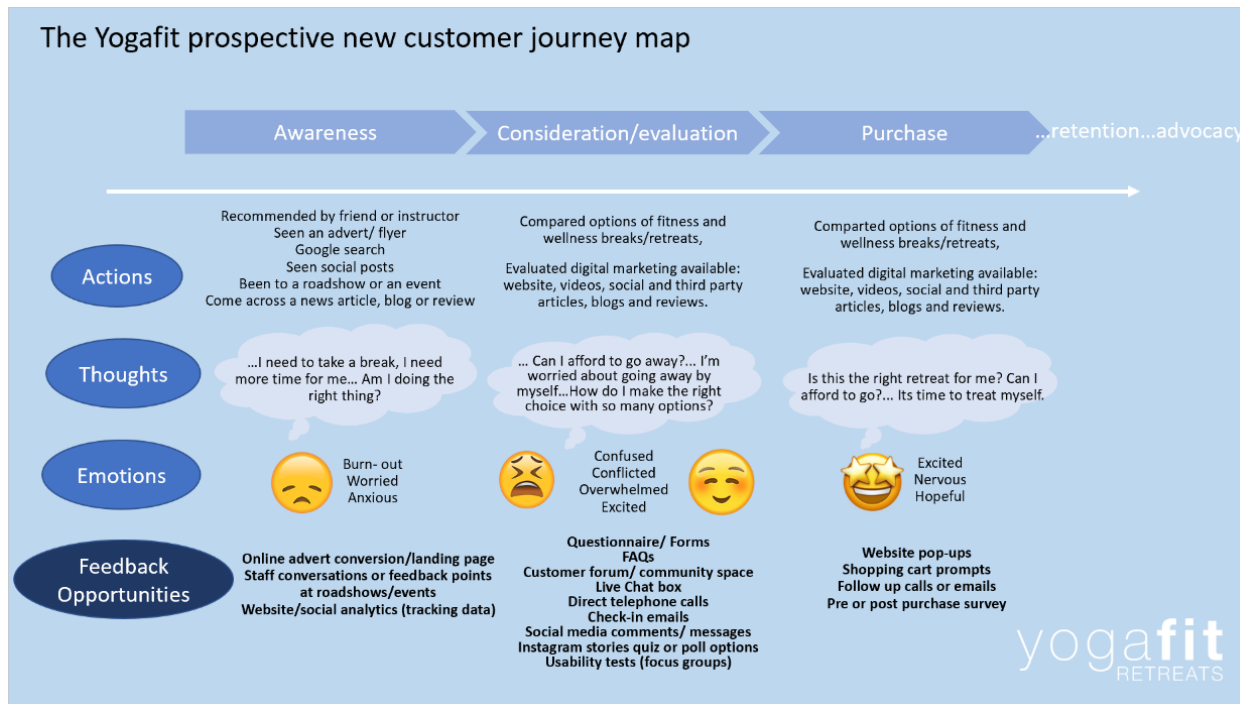 The Yogafit prospective new customer journey map
Awareness
Consideration/evaluation
Purchase
...retention...advocacy
Actions
Recommended by friend or instructor
Seen an advert/ flyer
Google search
Seen social posts
Been to a roadshow or an event
Come across a news article, blog or review
Compared options of fitness and
wellness breaks/retreats,
Evaluated digital marketing available:
website, videos, social and third party
articles, blogs and reviews.
Comparted options of fitness and
wellness breaks/retreats,
Evaluated digital marketing available:
website, videos, social and third party
articles, blogs and reviews.
Thoughts
...I need to take a break, I need
more time for me... Am I doing the
right thing?
... Can I afford to go away?... I'm
worried about going away by
myself...How do I make the right
choice with so many options?
Is this the right retreat for me? Can I
afford to go?... Its time to treat myself.
Emotions
Burn- out
Worried
Anxious
Confused
Conflicted
Overwhelmed
Excited
Excited
Nervous
Hopeful
Feedback
Opportunities
Online advert conversion/landing page
Staff conversations or feedback points
at roadshows/events
Website/social analytics (tracking data)
Questionnaire/ Forms
FAQs
Customer forum/ community space
Live Chat box
Direct telephone calls
Check-in emails
Social media comments/ messages
Instagram stories quiz or poll options
Usability tests (focus groups)
Website pop-ups
Shopping cart prompts
Follow up calls or emails
Pre or post purchase survey
yogafit
RETREATS